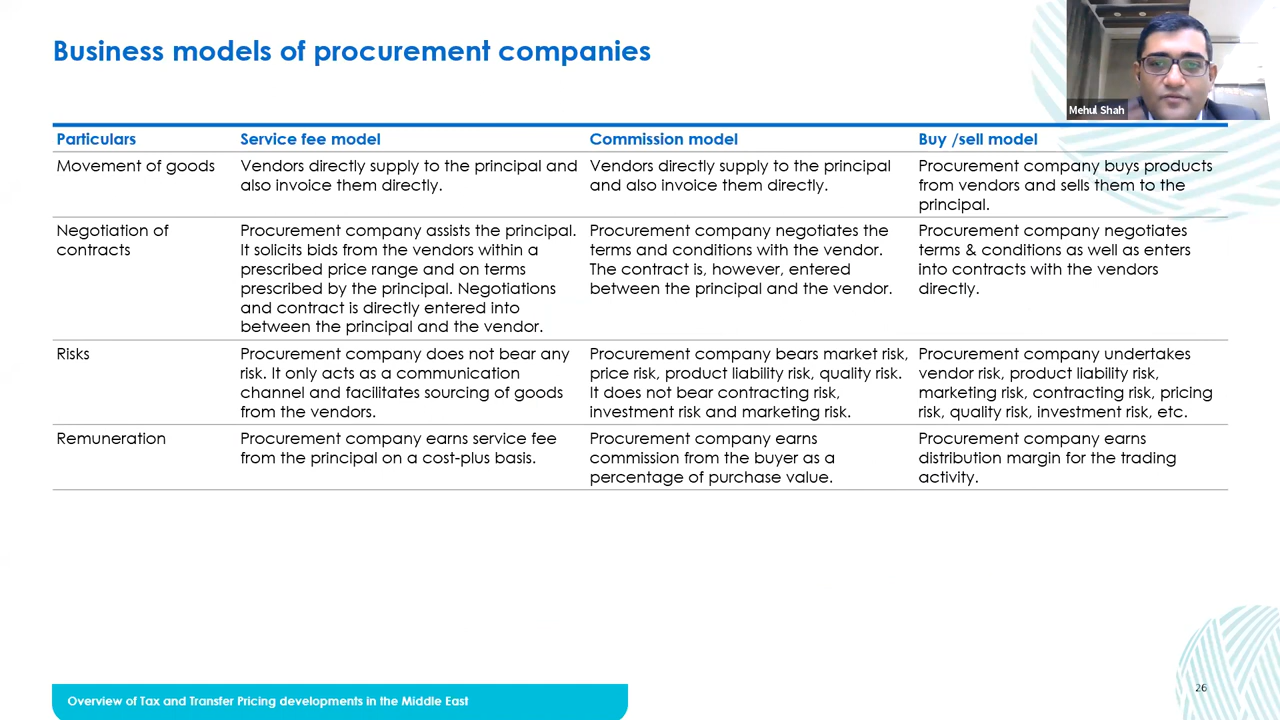 Business models of procurement companies
Mehul Shah
Particulars
Service fee model
Commission model
Buy /sell model
Movement of goods
Vendors directly supply to the principal and
also invoice them directly.
Vendors directly supply to the principal
and also invoice them directly.
Procurement company buys products
from vendors and sells them to the
principal.
Negotiation of
contracts
Procurement company assists the principal.
It solicits bids from the vendors within a
prescribed price range and on terms
prescribed by the principal. Negotiations
and contract is directly entered into
between the principal and the vendor.
Procurement company negotiates the
terms and conditions with the vendor.
The contract is, however, entered
between the principal and the vendor.
Procurement company negotiates
terms & conditions as well as enters
into contracts with the vendors
directly.
Risks
Procurement company does not bear any
risk. It only acts as a communication
channel and facilitates sourcing of goods
from the vendors.
Procurement company bears market risk,
price risk, product liability risk, quality risk.
It does not bear contracting risk,
investment risk and marketing risk.
Procurement company undertakes
vendor risk, product liability risk,
marketing risk, contracting risk, pricing
risk, quality risk, investment risk, etc.
Remuneration
Procurement company earns service fee
from the principal on a cost-plus basis.
Procurement company earns
commission from the buyer as a
percentage of purchase value.
Procurement company earns
distribution margin for the trading
activity.
Overview of Tax and Transfer Pricing developments in the Middle East
26